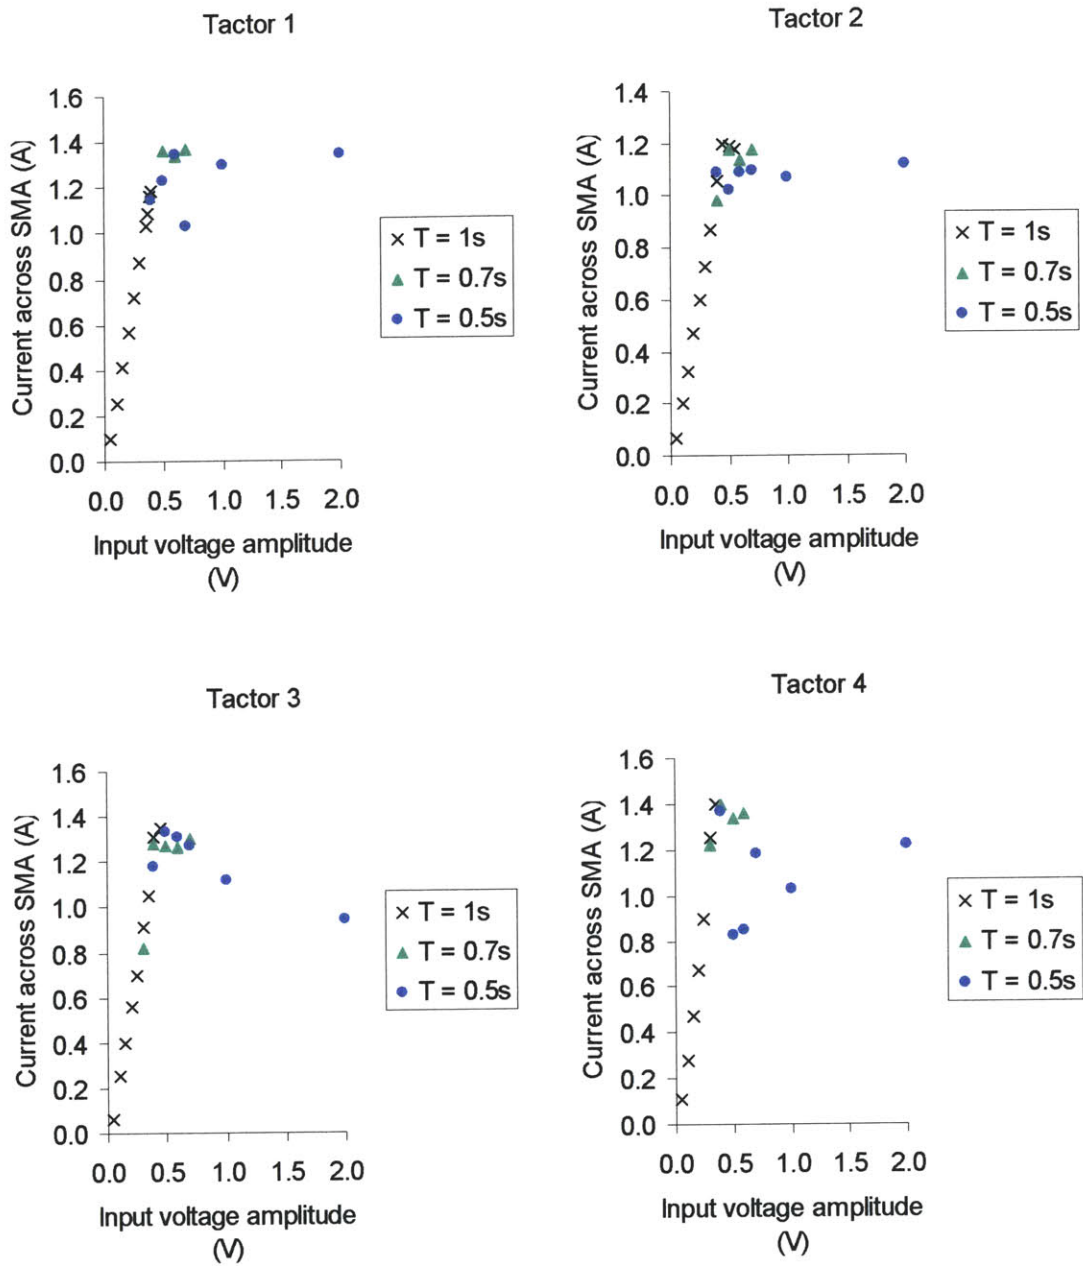 Tactor 1
1.6
1.4
1.2
1.0
0.8
0.6
0.4
0.2
0.0
Current across SMA (A)
0.0 0.5 1.0 1.5 2.0
Input voltage amplitude
(V)
T = 1s
T = 0.7s
T = 0.5s
Tactor 2
1.4
1.2
1.0
0.8
0.6
0.4
0.2
0.0
Current across SMA (A)
0.0 0.5 1.0 1.5 2.0
Input voltage amplitude
(V)
T = 1s
T = 0.7s
T = 0.5s
Tactor 3
1.6
1.4
1.2
1.0
0.8
0.6
0.4
0.2
0.0
Current across SMA (A)
0.0 0.5 1.0 1.5 2.0
Input voltage amplitude
(V)
T = 1s
T = 0.7s
T = 0.5s
Tactor 4
1.6
1.4
1.2
1.0
0.8
0.6
0.4
0.2
0.0
Current across SMA (A)
0.0 0.5 1.0 1.5 2.0
Input voltage amplitude
(V)
T = 1s
T = 0.7s
T = 0.5s